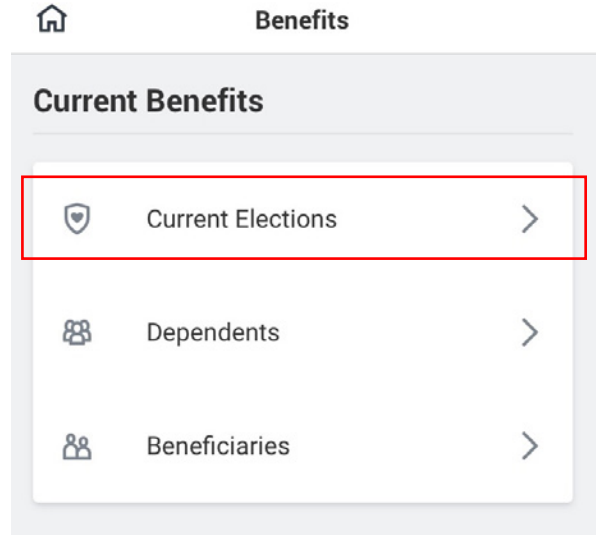 Benefits
Current Benefits
Current Elections
Dependents
Beneficiaries